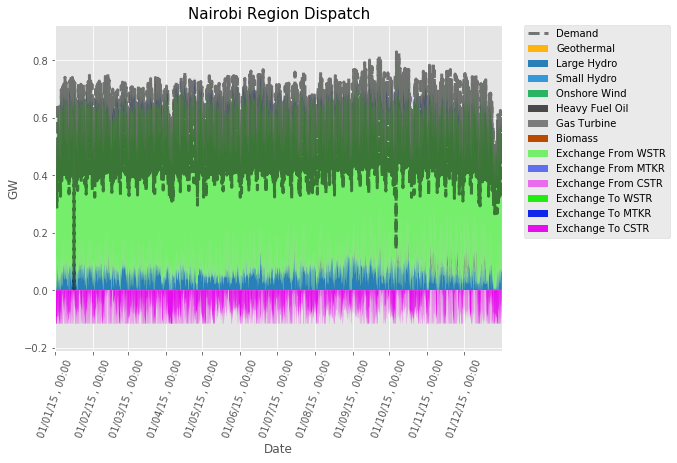 Nairobi Region Dispatch
GW
0.8
0.6
0.4
0.2
0.0
−0.2
01/01/15 , 00:00
01/02/15 , 00:00
01/03/15 , 00:00
01/04/15 , 00:00
01/05/15 , 00:00
01/06/15 , 00:00
01/07/15 , 00:00
01/08/15 , 00:00
01/09/15 , 00:00
01/10/15 , 00:00
01/11/15 , 00:00
01/12/15 , 00:00
Date
Demand
Geothermal
Large Hydro
Small Hydro
Onshore Wind
Heavy Fuel Oil
Gas Turbine
Biomass
Exchange From WSTR
Exchange From MTKR
Exchange From CSTR
Exchange To WSTR
Exchange To MTKR
Exchange To CSTR